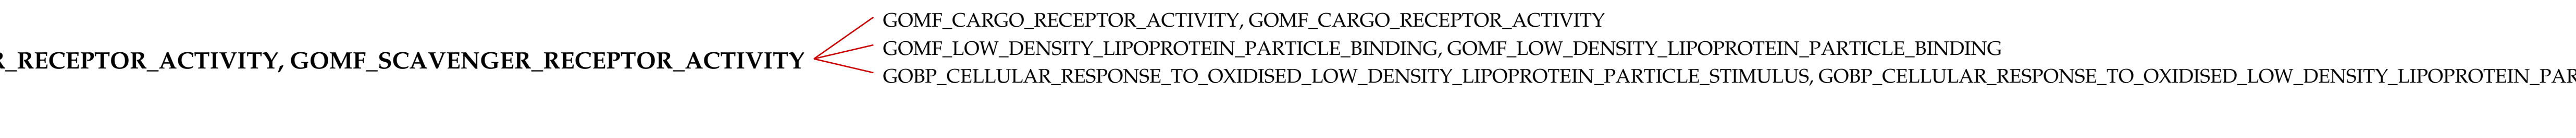 GOMF_CARGO_RECEPTOR_ACTIVITY, GOMF_CARGO_RECEPTOR_ACTIVITY
GOMF_LOW_DENSITY_LIPOPROTEIN_PARTICLE_BINDING, GOMF_LOW_DENSITY_LIPOPROTEIN_PARTICLE_BINDING
R_RECEPTOR_ACTIVITY, GOMF_SCAVENGER_RECEPTOR_ACTIVITY
GOBP_CELLULAR_RESPONSE_TO_OXIDISED_LOW_DENSITY_LIPOPROTEIN_PARTICLE_STIMULUS, GOBP_CELLULAR_RESPONSE_TO_OXIDISED_LOW_DENSITY_LIPOPROTEIN_PAR